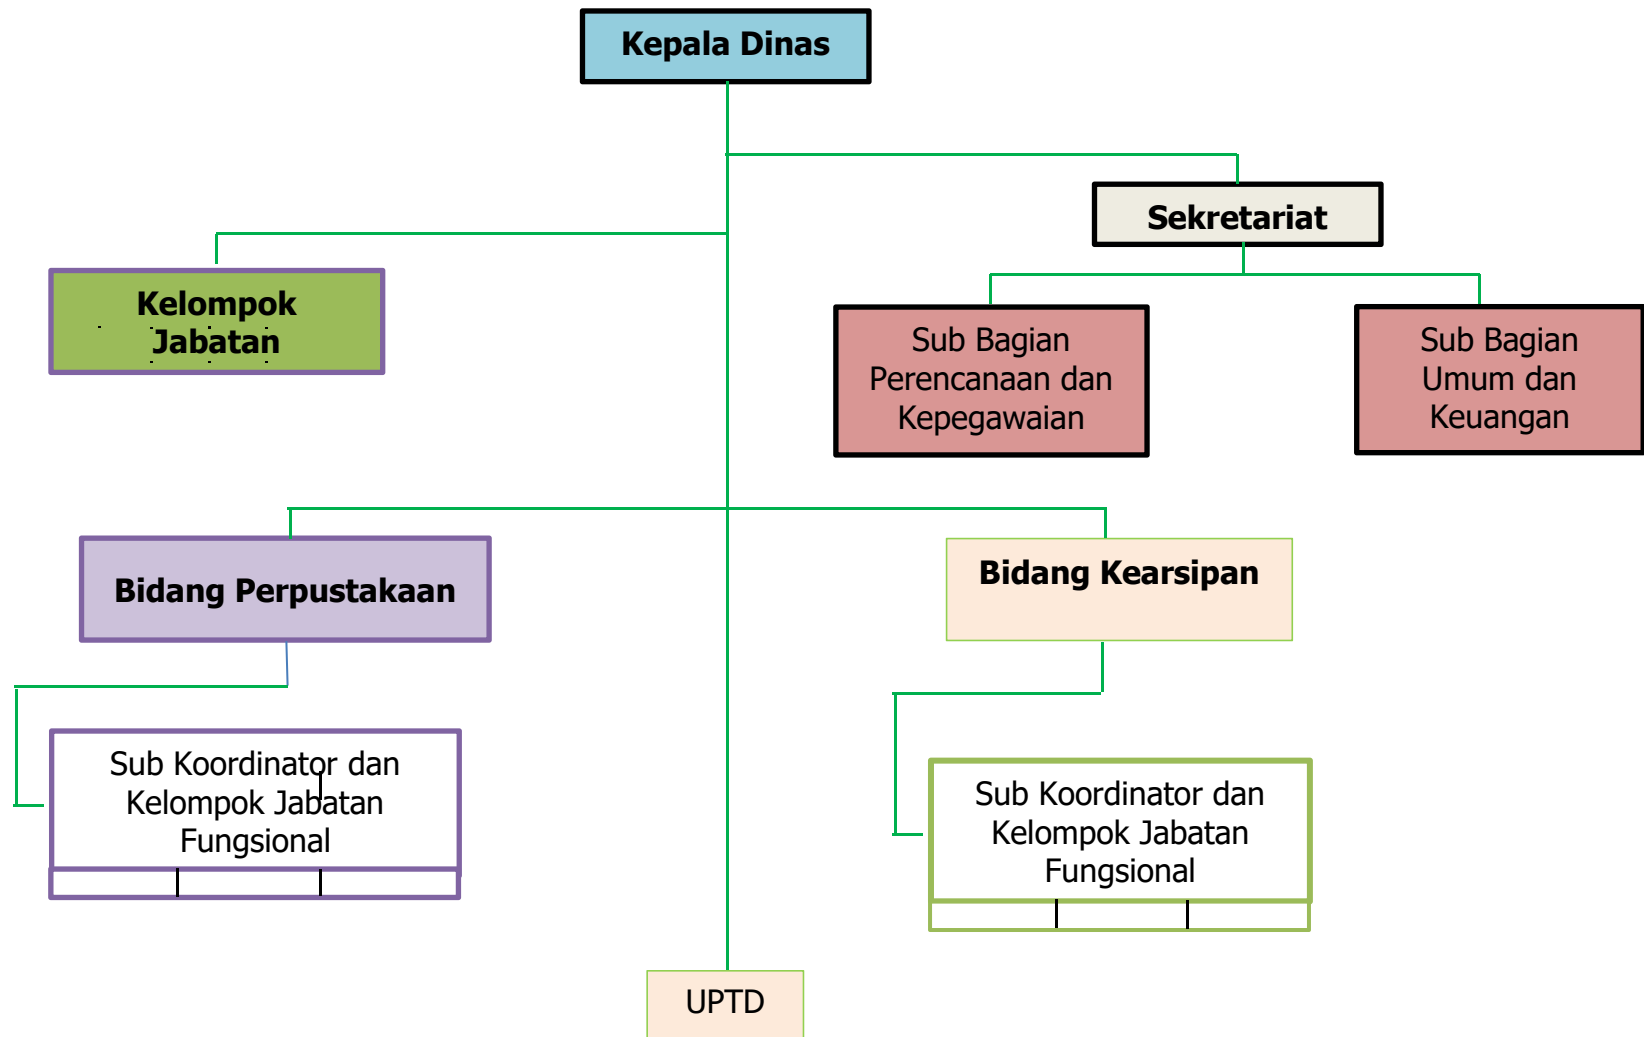 Kepala Dinas
Sekretariat
Kelompok
Jabatan
Sub Bagian
Perencanaan dan
Kepegawaian
Sub Bagian
Umum dan
Keuangan
Bidang Perpustakaan
Bidang Kearsipan
Sub Koordinator dan
Kelompok Jabatan
Fungsional
Sub Koordinator dan
Kelompok Jabatan
Fungsional
UPTD